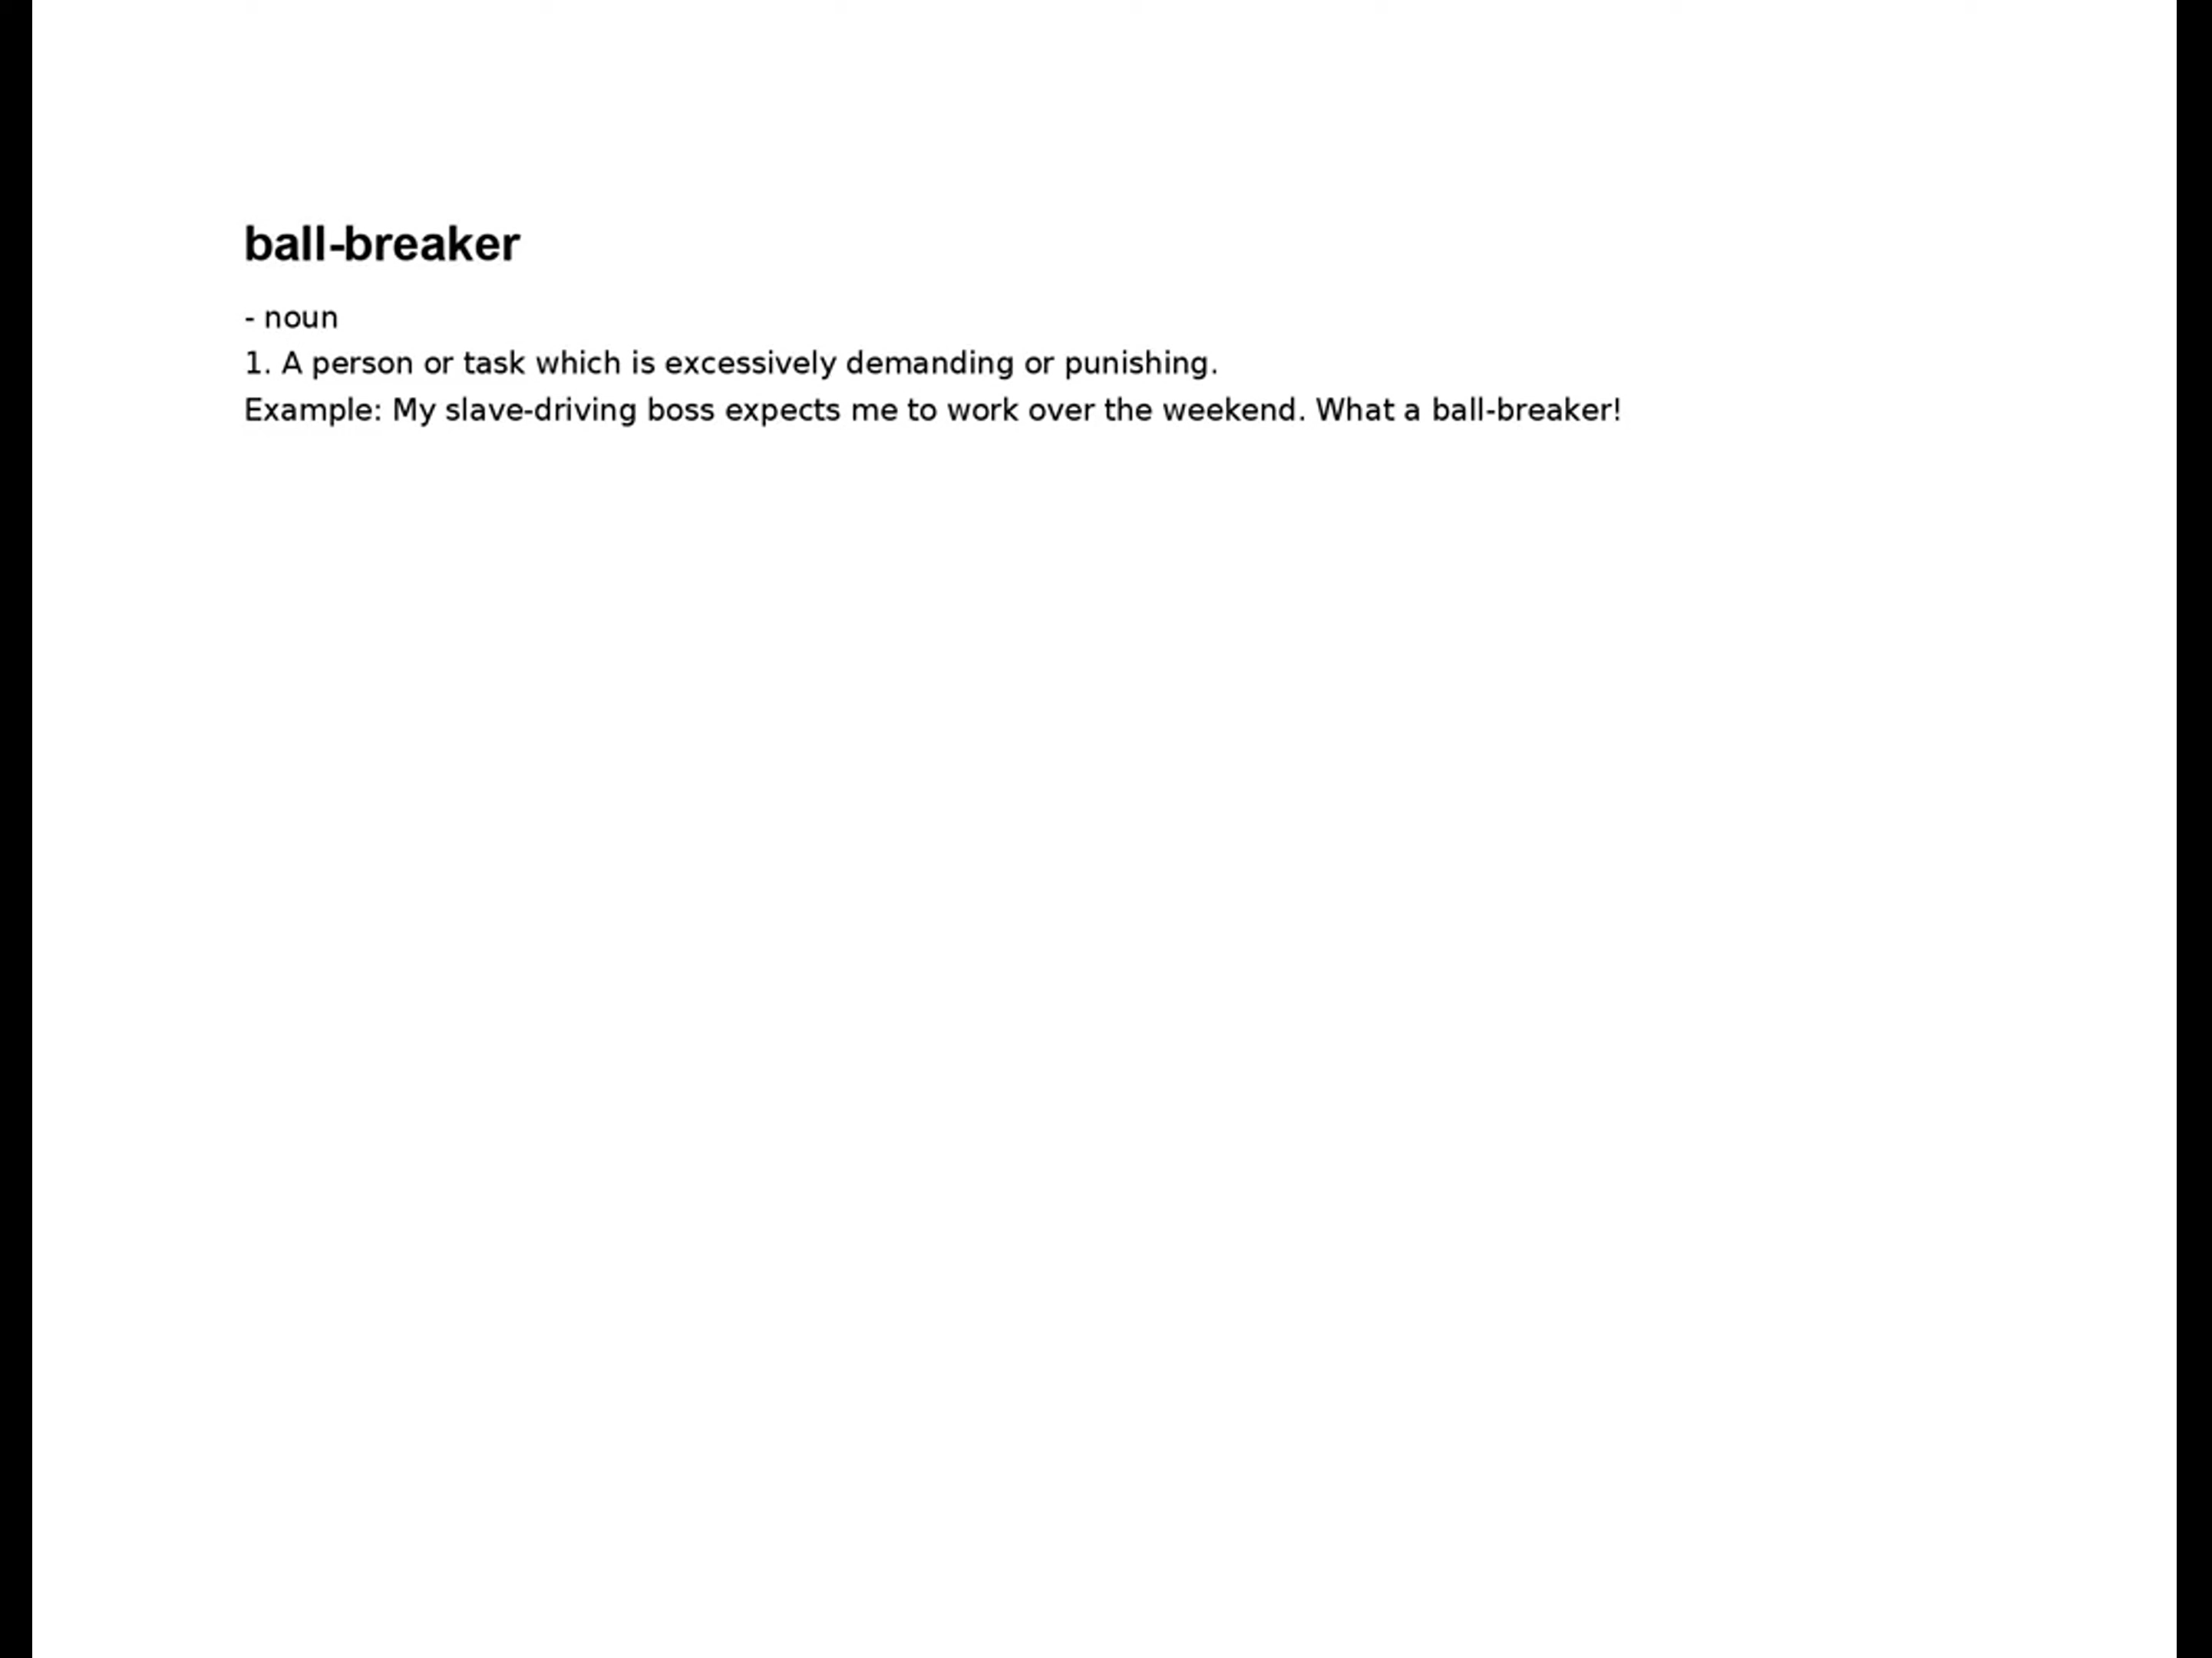 ball-breaker
- noun
1. A person or task which is excessively demanding or punishing.
Example: My slave-driving boss expects me to work over the weekend. What a ball-breaker!